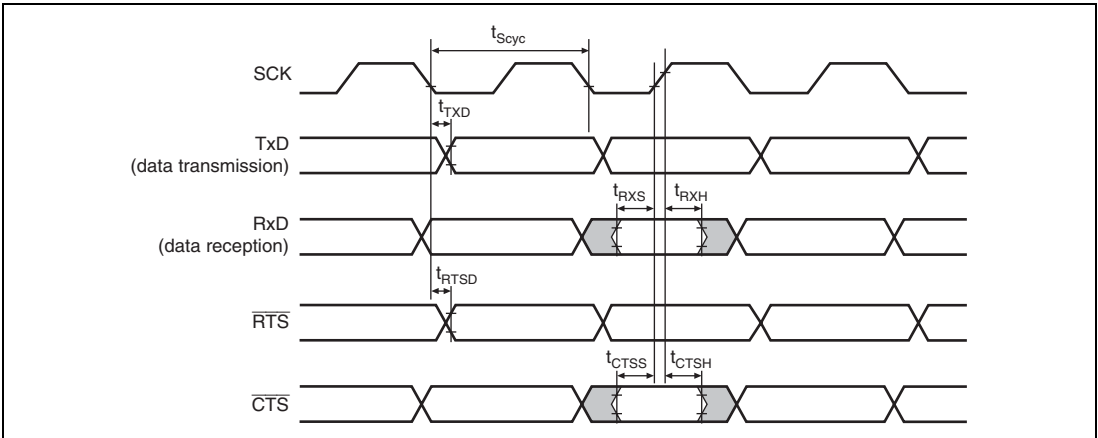 tScyc
SCK
tTXD
TxD
(data transmission)
tRXS
tRXH
RxD
(data reception)
tRTSD
RTS
tCTSS
tCTSH
CTS